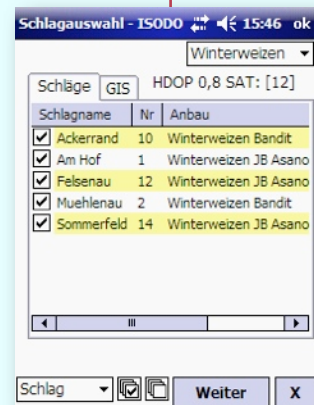 Schlagauswahl - ISODO 15:46 ok
Winterweizen
Schläge GIS HDOP 0,8 SAT: [12]
Schlagname Nr Anbau
Ackerrand 10 Winterweizen Bandit
Am Hof 1 Winterweizen JB Asano
Felsenau 12 Winterweizen JB Asano
Muehlenau 2 Winterweizen Bandit
Sommerfeld 14 Winterweizen JB Asano
Schlag Weiter X